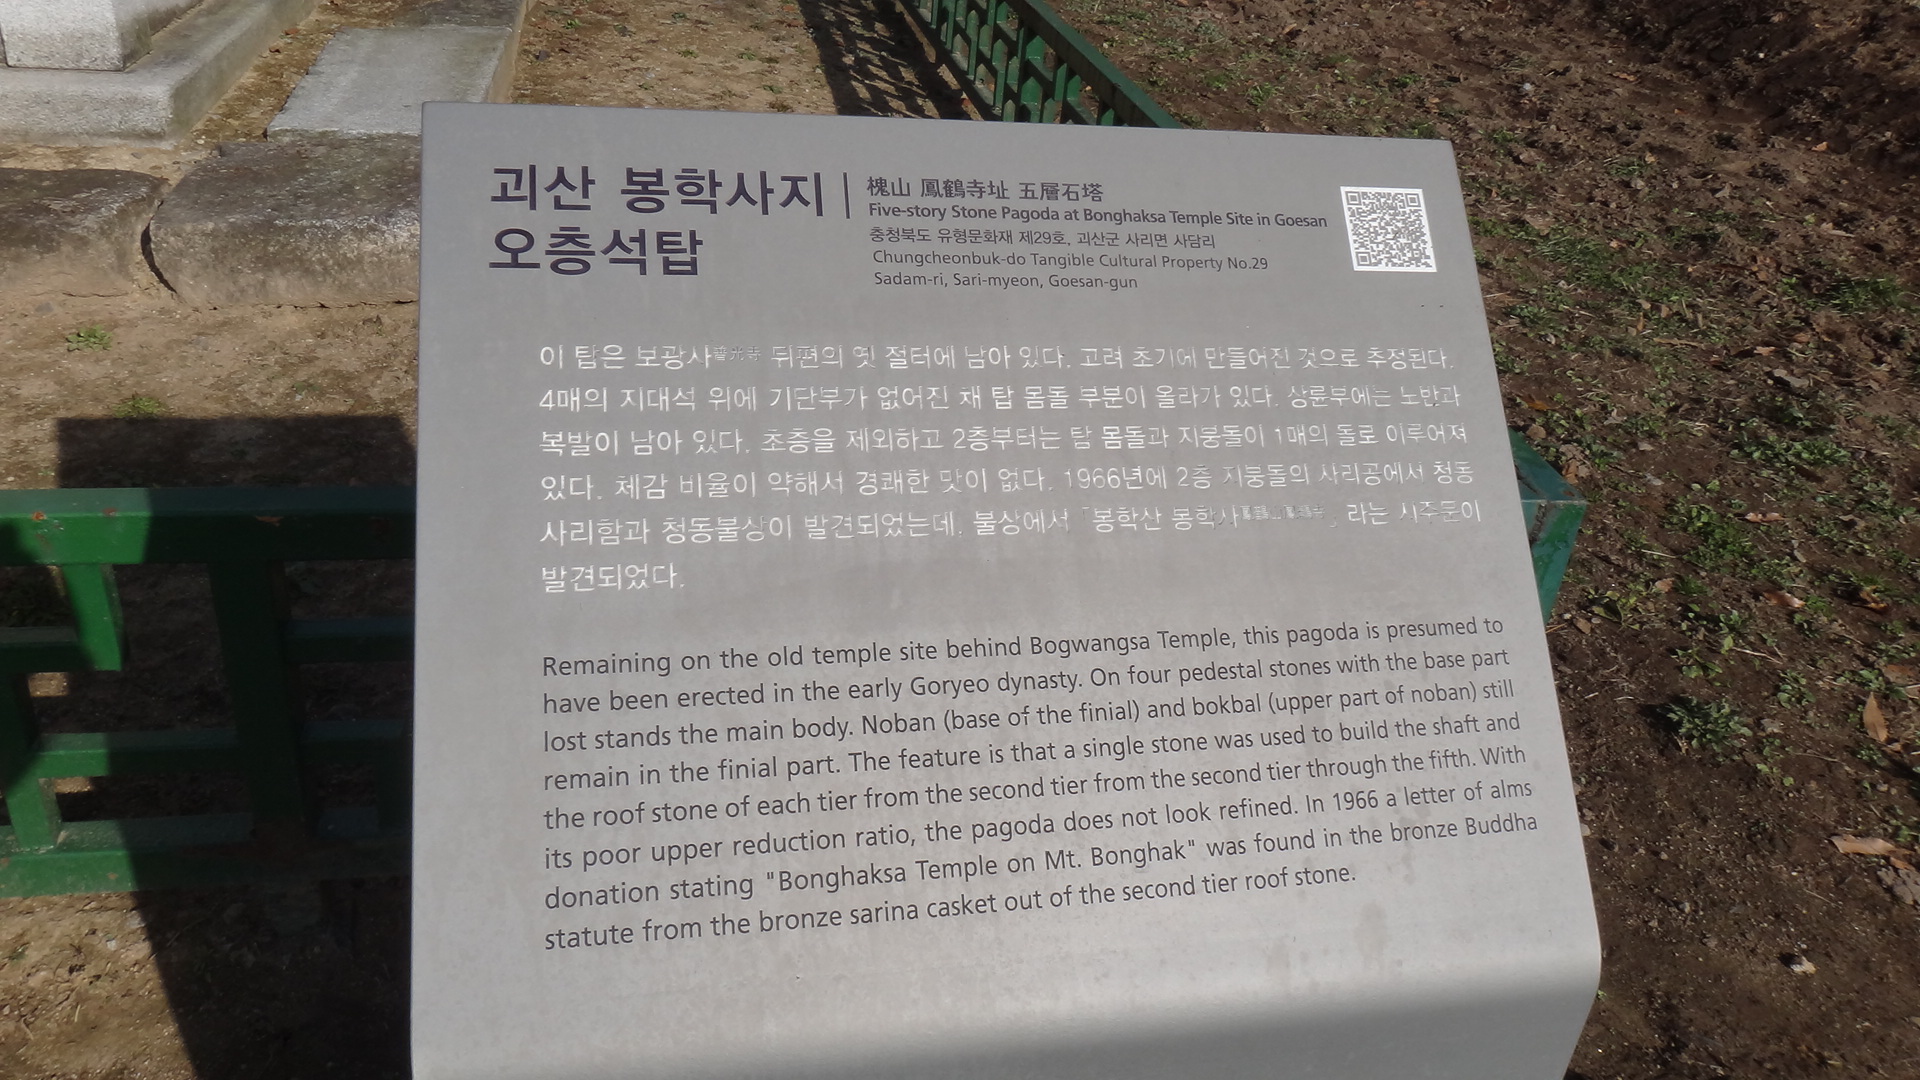 괴산 봉학사지
오층석탑
槐山 鳳鶴寺址 五層石塔
Five-story Stone Pagoda at Bonghaksa Temple Site in Goesan
충청북도 유형문화재 제29호, 괴산군 사리면 사담리
Chungcheonbuk-do Tangible Cultural Property No.29
Sadam-ri, Sari-myeon, Goesan-gun
이 탑은 보광사普光寺 뒤편의 옛 절터에 남아 있다. 고려 초기에 만들어진 것으로 추정된다.
4매의 지대석 위에 기단부가 없어진 채 탑 몸돌 부분이 올라가 있다. 상륜부에는 노반과
복발이 남아 있다. 초층을 제외하고 2층부터는 탑 몸돌과 지붕돌이 1매의 돌로 이루어져
있다. 체감 비율이 약해서 경쾌한 맛이 없다. 1966년에 2층 지붕돌의 사리공에서 청동
사리함과 청동불상이 발견되었는데, 불상에서 「봉학산 봉학사」라는 시주문이
발견되었다.
Remaining on the old temple site behind Bogwangsa Temple, this pagoda is presumed to
have been erected in the early Goryeo dynasty. On four pedestal stones with the base part
lost stands the main body. Noban (base of the finial) and bokbal (upper part of noban) still
remain in the finial part. The feature is that a single stone was used to build the shaft and
the roof stone of each tier from the second tier from the second tier through the fifth. With
its poor upper reduction ratio, the pagoda does not look refined. In 1966 a letter of alms
donation stating "Bonghaksa Temple on Mt. Bonghak" was found in the bronze Buddha
statute from the bronze sarina casket out of the second tier roof stone.